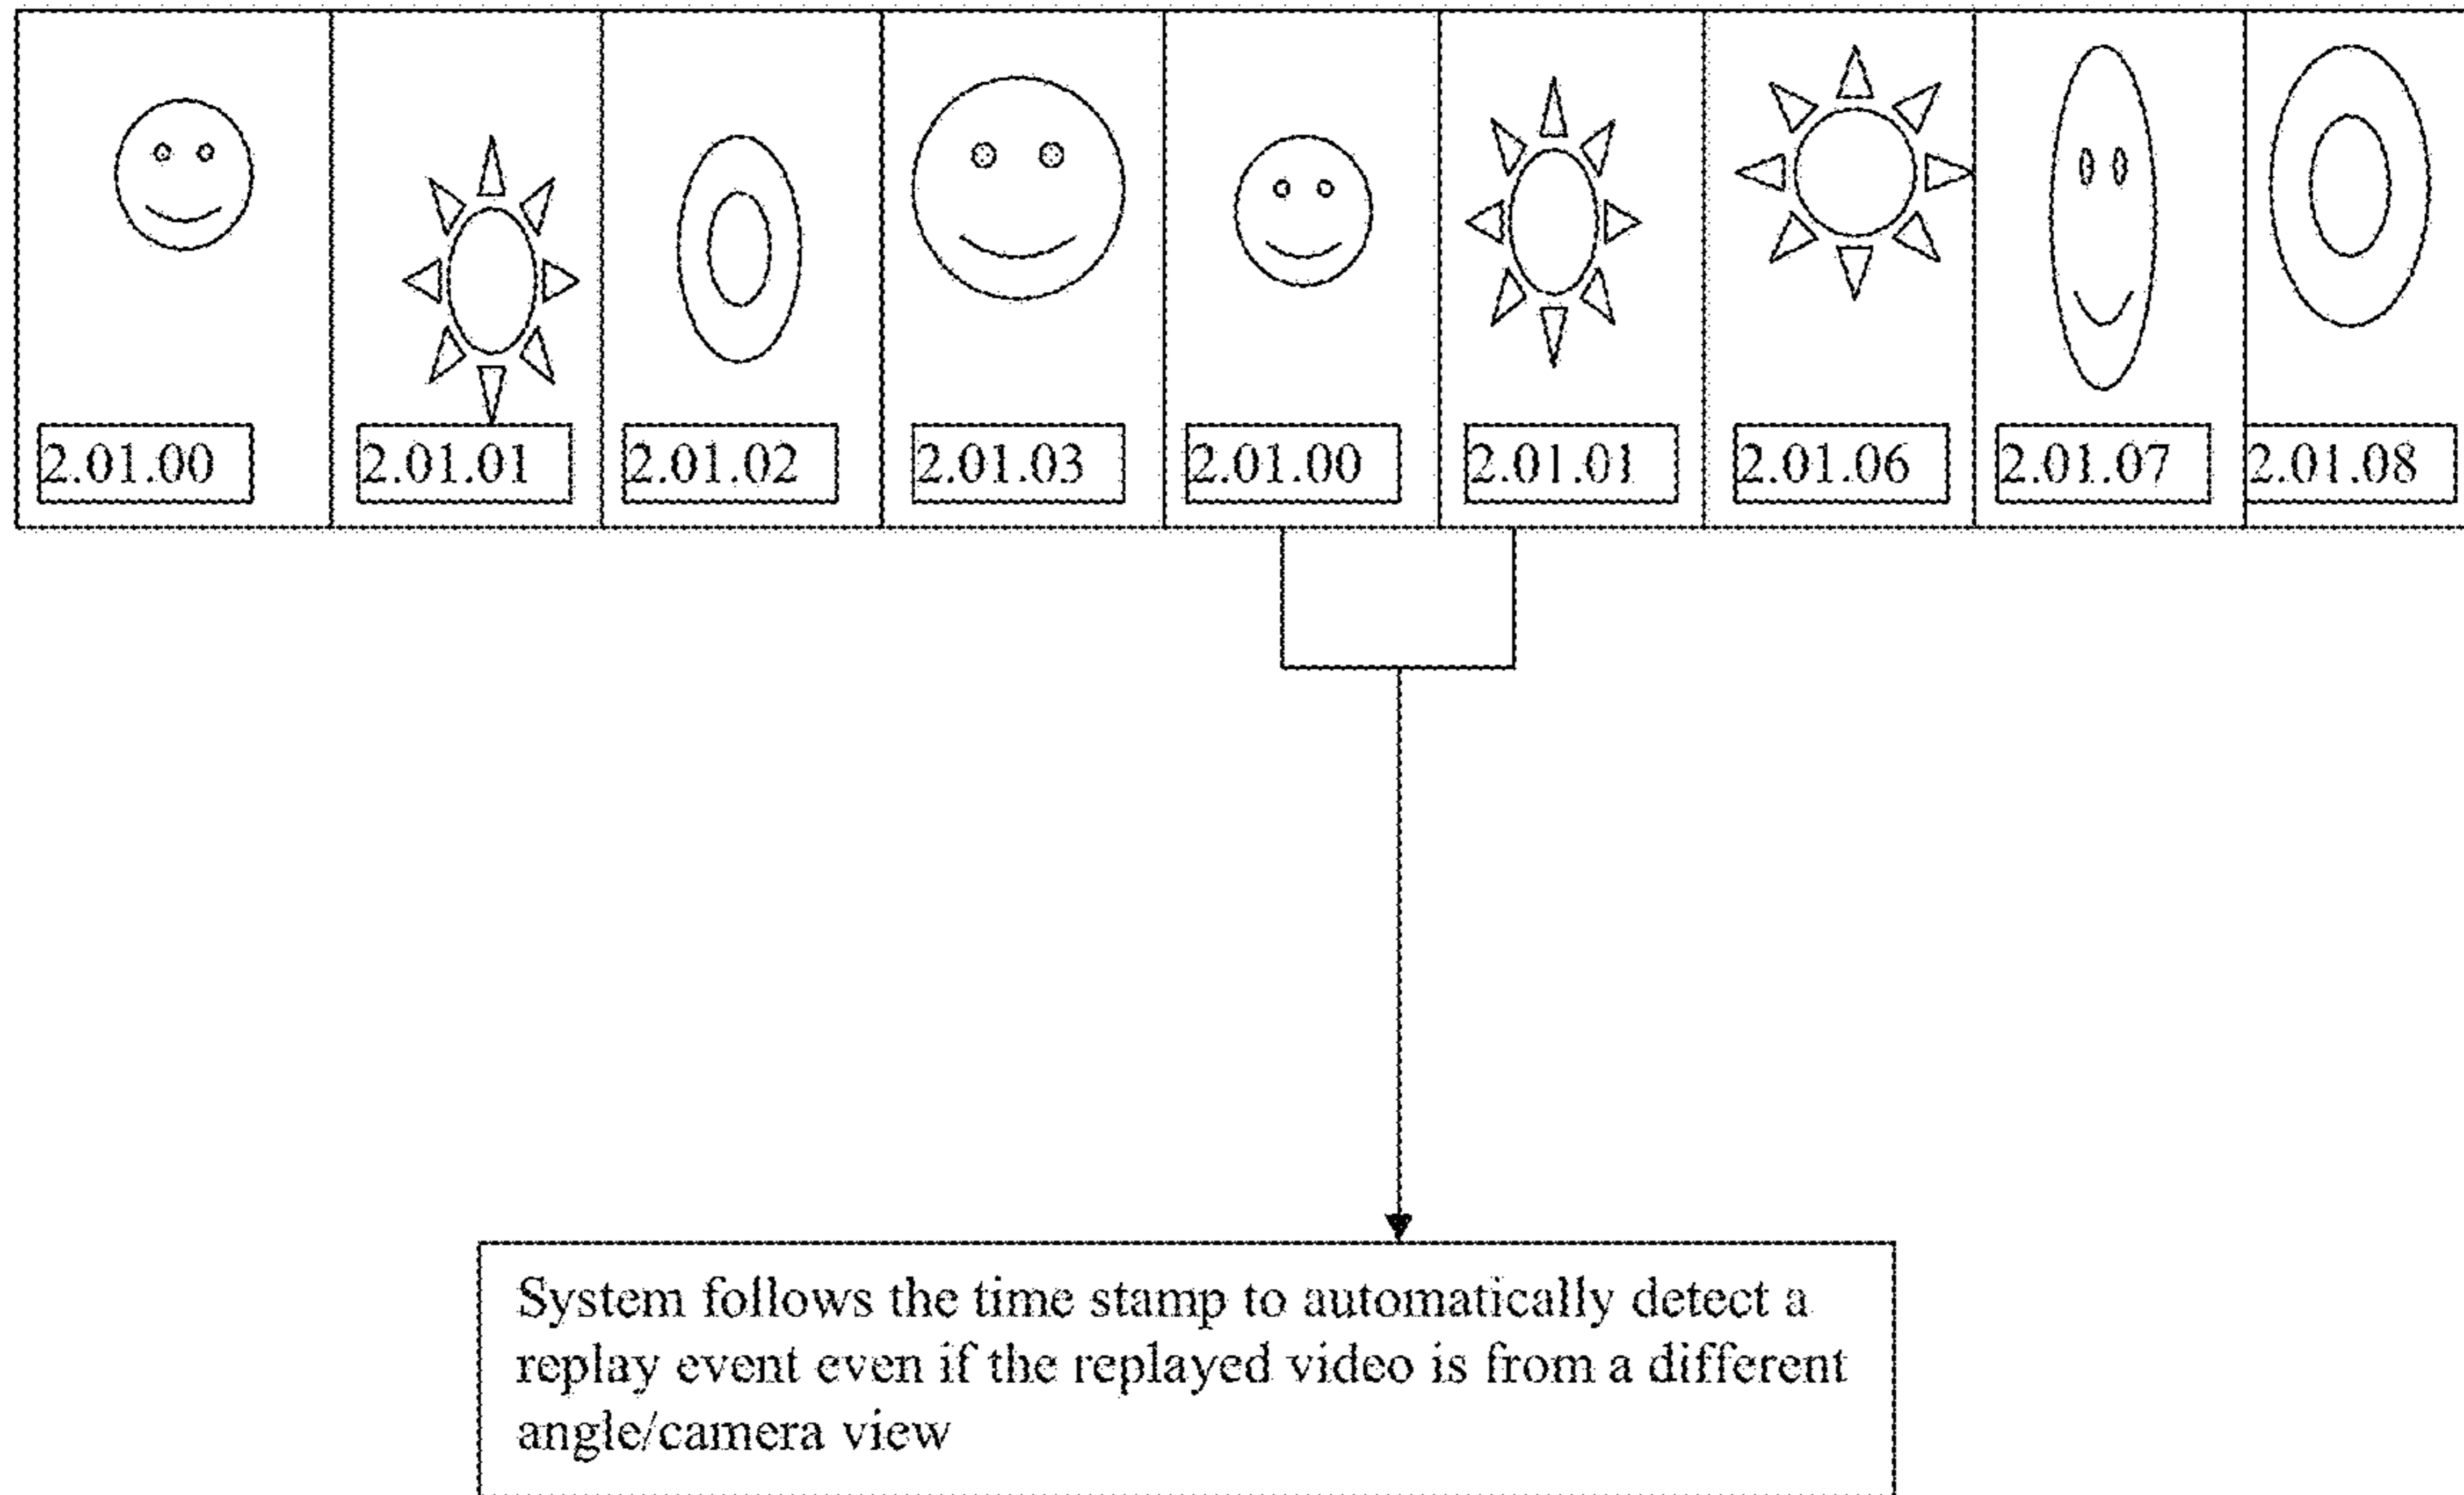 2.01.00 2.01.01 2.01.02 2.01.03 2.01.00 2.01.01 2.01.06 2.01.07 2.01.08
System follows the time stamp to automatically detect a
replay event even if the replayed video is from a different
angle/camera view